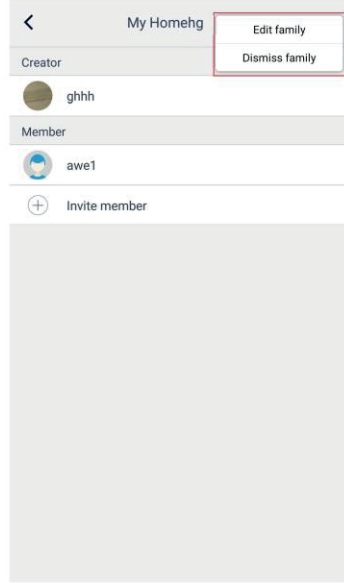 My Homehg
Edit family
Dismiss family
Creator
ghhh
Member
awe1
Invite member